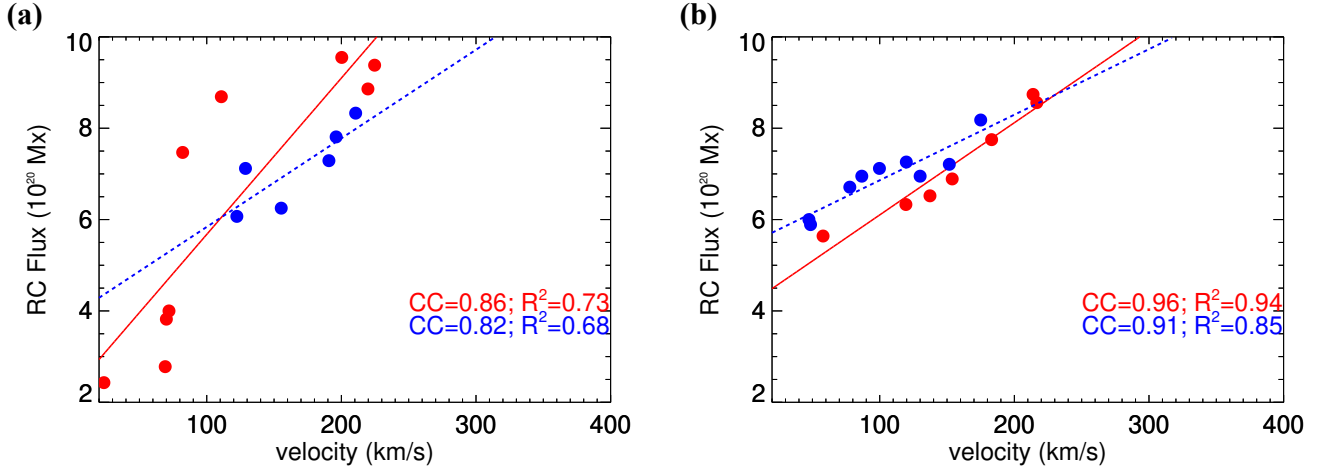 (a)
10
8
6
4
2
RC Flux (10²⁰ Mx)
CC=0.86; R²=0.73
CC=0.82; R²=0.68
100 200 300 400
velocity (km/s)
(b)
10
8
6
4
2
RC Flux (10²⁰ Mx)
CC=0.96; R²=0.94
CC=0.91; R²=0.85
100 200 300 400
velocity (km/s)